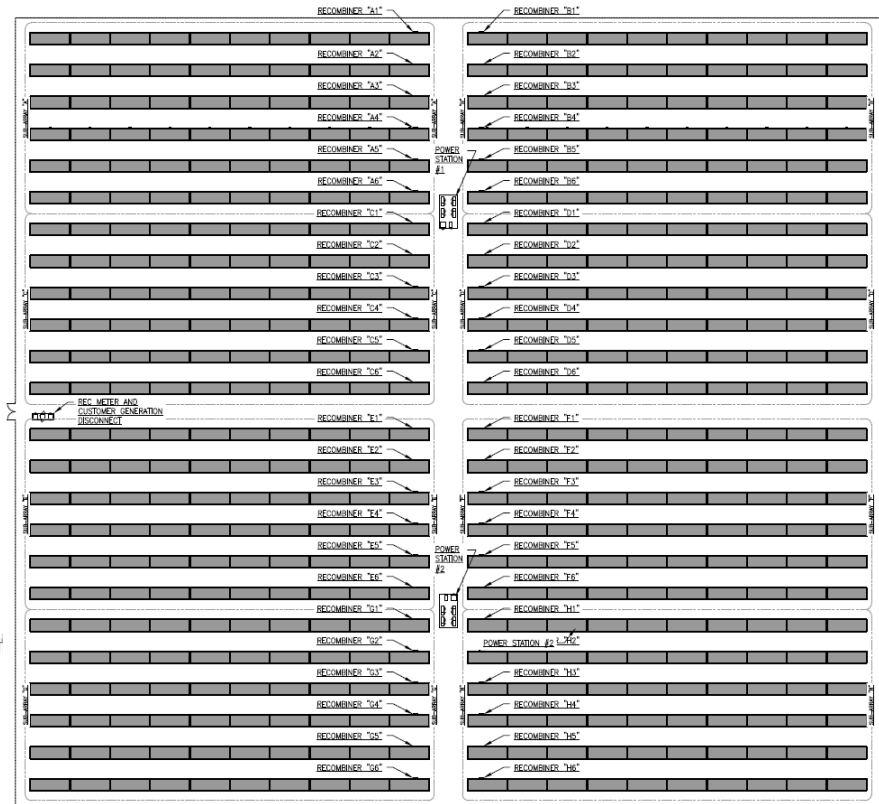 RECOMBINER "A1"
RECOMBINER "B1"
RECOMBINER "A2"
RECOMBINER "B2"
RECOMBINER "A3"
RECOMBINER "B3"
RECOMBINER "A4"
RECOMBINER "B4"
RECOMBINER "A5"
POWER
STATION
#1
RECOMBINER "B5"
RECOMBINER "A6"
RECOMBINER "B6"
RECOMBINER "C1"
RECOMBINER "D1"
RECOMBINER "C2"
RECOMBINER "D2"
RECOMBINER "C3"
RECOMBINER "D3"
RECOMBINER "C4"
RECOMBINER "D4"
RECOMBINER "C5"
RECOMBINER "D5"
RECOMBINER "C6"
RECOMBINER "D6"
REC METER AND
CUSTOMER GENERATION
DISCONNECT
RECOMBINER "E1"
RECOMBINER "F1"
RECOMBINER "E2"
RECOMBINER "F2"
RECOMBINER "E3"
RECOMBINER "F3"
RECOMBINER "E4"
RECOMBINER "F4"
RECOMBINER "E5"
POWER
STATION
#2
RECOMBINER "F5"
RECOMBINER "E6"
RECOMBINER "F6"
RECOMBINER "G1"
RECOMBINER "H1"
RECOMBINER "G2"
POWER STATION #2
RECOMBINER "G3"
RECOMBINER "H3"
RECOMBINER "G4"
RECOMBINER "H4"
RECOMBINER "G5"
RECOMBINER "H5"
RECOMBINER "G6"
RECOMBINER "H6"